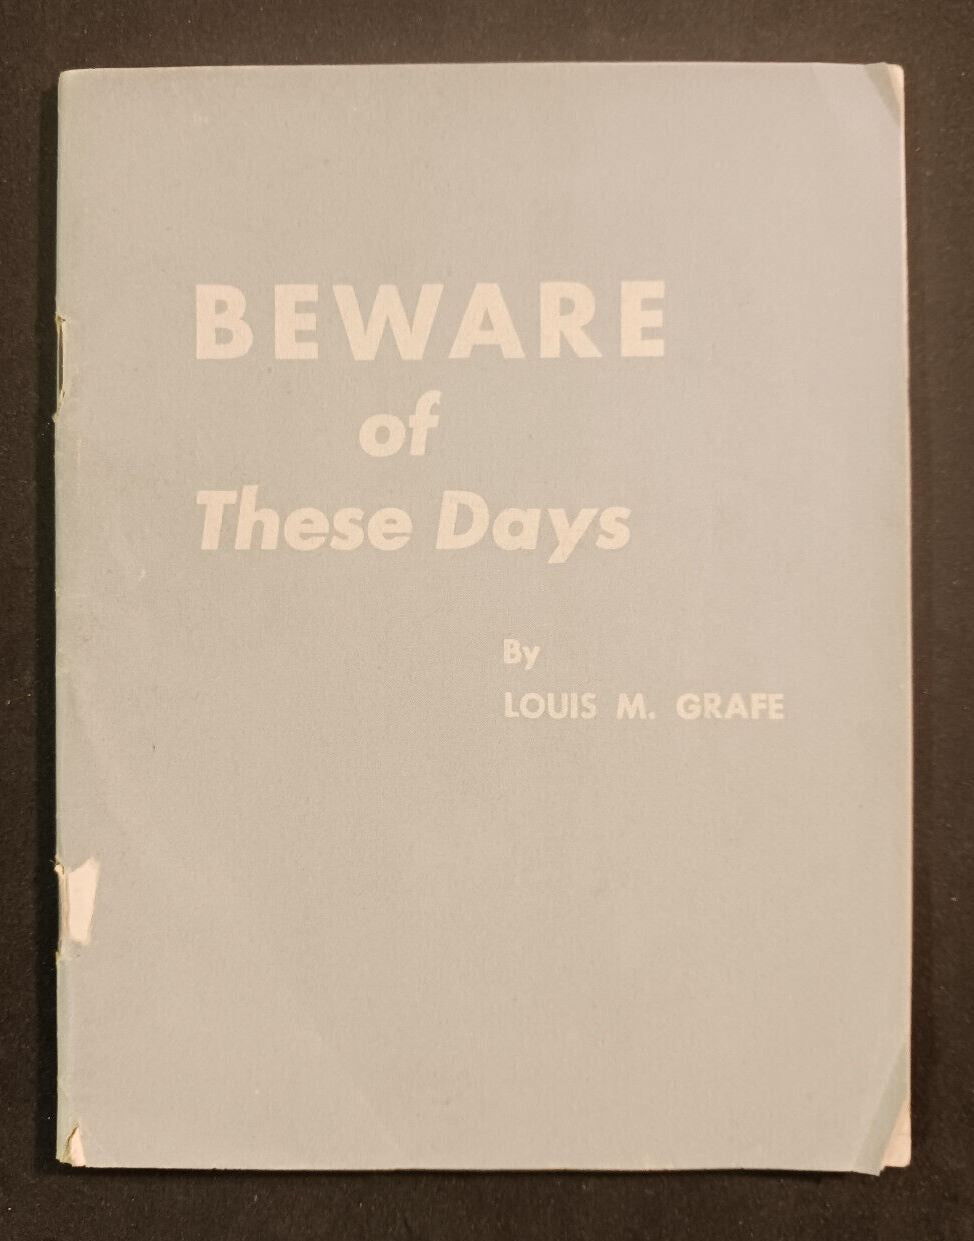 BEWARE
of
These Days
By
LOUIS M. GRAFE